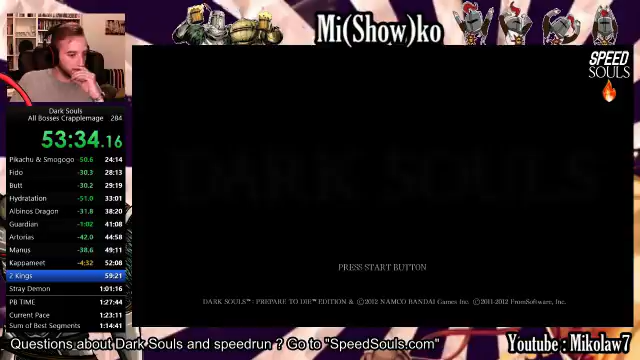 Mi(Show)ko
SPEED
SOULS
Dark Souls
All Bosses Crapplemage 284
53:34.16
Pikachu & Smogogo -50.6 24:14
Fido -30.3 28:13
Butt -30.2 29:19
Hydratation -51.0 33:01
Albinos Dragon -31.8 38:20
Guardian -1:02 41:08
Artorias -42.0 44:58
Manus -38.6 49:11
Kappameet -4:32 52:08
2 Kings 59:21
Stray Demon - 1:01:16
PB TIME 1:27:44
Current Pace 1:23:11
Sum of Best Segments 1:14:41
DARK SOULS
PRESS START BUTTON
DARK SOULS™ : PREPARE TO DIE™ EDITION & ©2012 NAMCO BANDAI Games Inc. ©2011-2012 FromSoftware, Inc.
Questions about Dark Souls and speedrun ? Go to "SpeedSouls.com"
Youtube : Mikolaw7